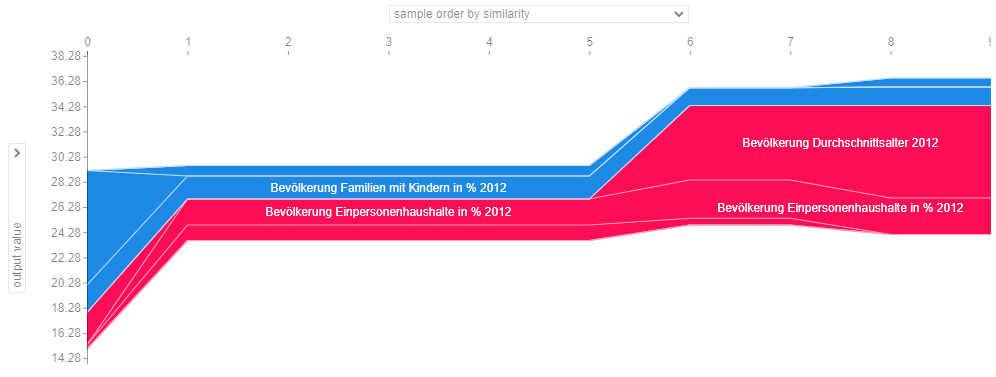 sample order by similarity
0 1 2 3 4 5 6 7 8 9
38.28
36.28
34.28
32.28
30.28
28.28
26.28
24.28
22.28
20.28
18.28
16.28
14.28
output value
Bevölkerung Durchschnittsalter 2012
Bevölkerung Familien mit Kindern in % 2012
Bevölkerung Einpersonenhaushalte in % 2012
Bevölkerung Einpersonenhaushalte in % 2012